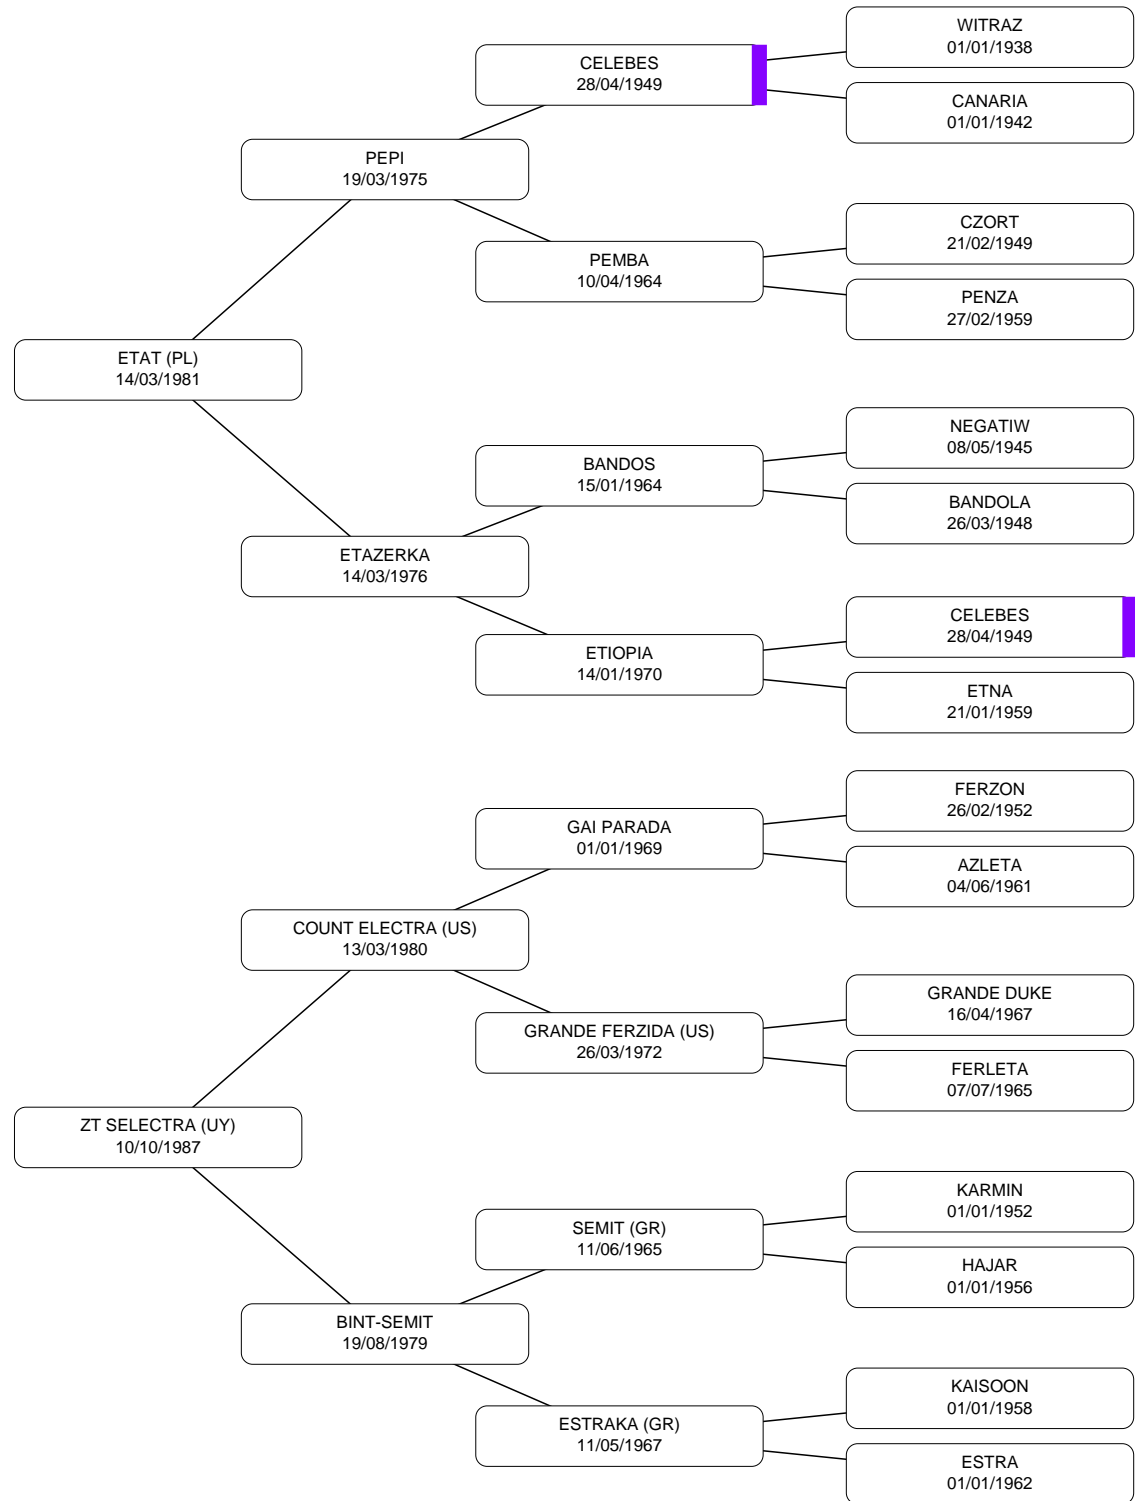 WITRAZ
01/01/1938
CELEBES
28/04/1949
CANARIA
01/01/1942
PEPI
19/03/1975
CZORT
21/02/1949
PEMBA
10/04/1964
PENZA
27/02/1959
ETAT (PL)
14/03/1981
NEGATIW
08/05/1945
BANDOS
15/01/1964
BANDOLA
26/03/1948
ETAZERKA
14/03/1976
CELEBES
28/04/1949
ETIOPIA
14/01/1970
ETNA
21/01/1959
FERZON
26/02/1952
GAI PARADA
01/01/1969
AZLETA
04/06/1961
COUNT ELECTRA (US)
13/03/1980
GRANDE DUKE
16/04/1967
GRANDE FERZIDA (US)
26/03/1972
FERLETA
07/07/1965
ZT SELECTRA (UY)
10/10/1987
KARMIN
01/01/1952
SEMIT (GR)
11/06/1965
HAJAR
01/01/1956
BINT-SEMIT
19/08/1979
KAISOON
01/01/1958
ESTRAKA (GR)
11/05/1967
ESTRA
01/01/1962